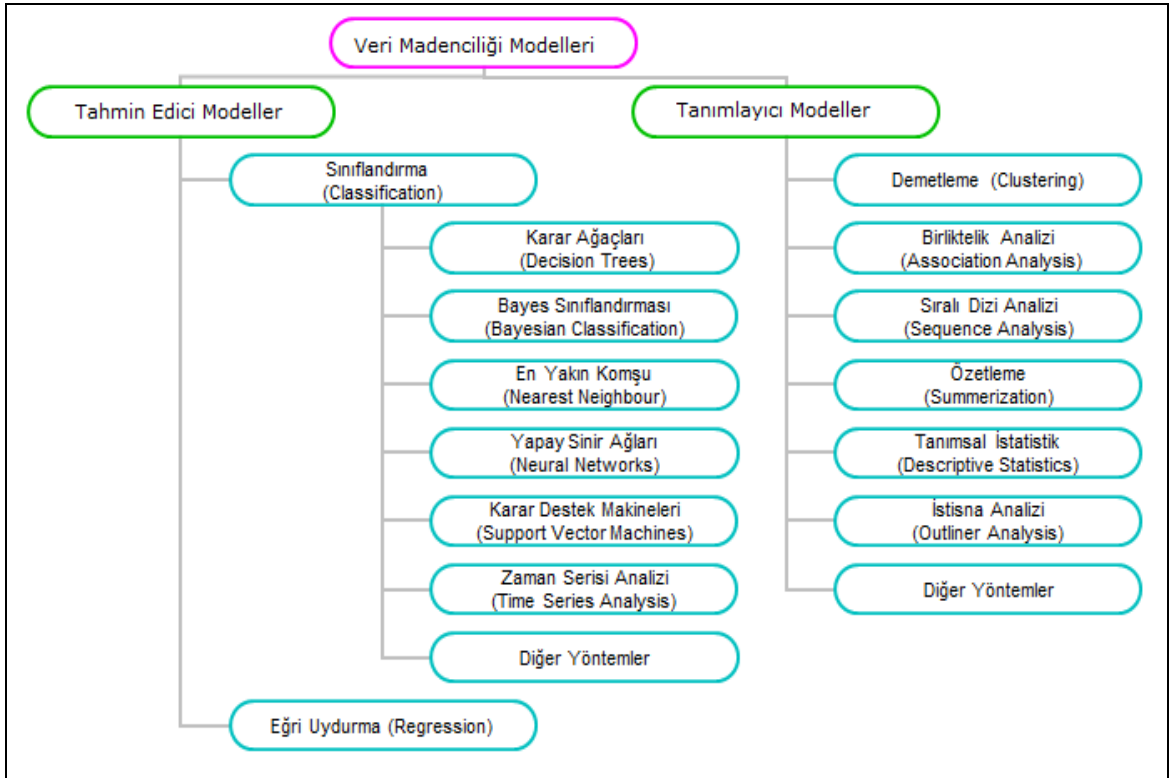 Veri Madenciliği Modelleri
Tahmin Edici Modeller
Sınıflandırma
(Classification)
Karar Ağaçları
(Decision Trees)
Bayes Sınıflandırması
(Bayesian Classification)
En Yakın Komşu
(Nearest Neighbour)
Yapay Sinir Ağları
(Neural Networks)
Karar Destek Makineleri
(Support Vector Machines)
Zaman Serisi Analizi
(Time Series Analysis)
Diğer Yöntemler
Eğri Uydurma (Regression)
Tanımlayıcı Modeller
Demetleme (Clustering)
Birliktelik Analizi
(Association Analysis)
Sıralı Dizi Analizi
(Sequence Analysis)
Özetleme
(Summerization)
Tanımsal İstatistik
(Descriptive Statistics)
İstisna Analizi
(Outliner Analysis)
Diğer Yöntemler